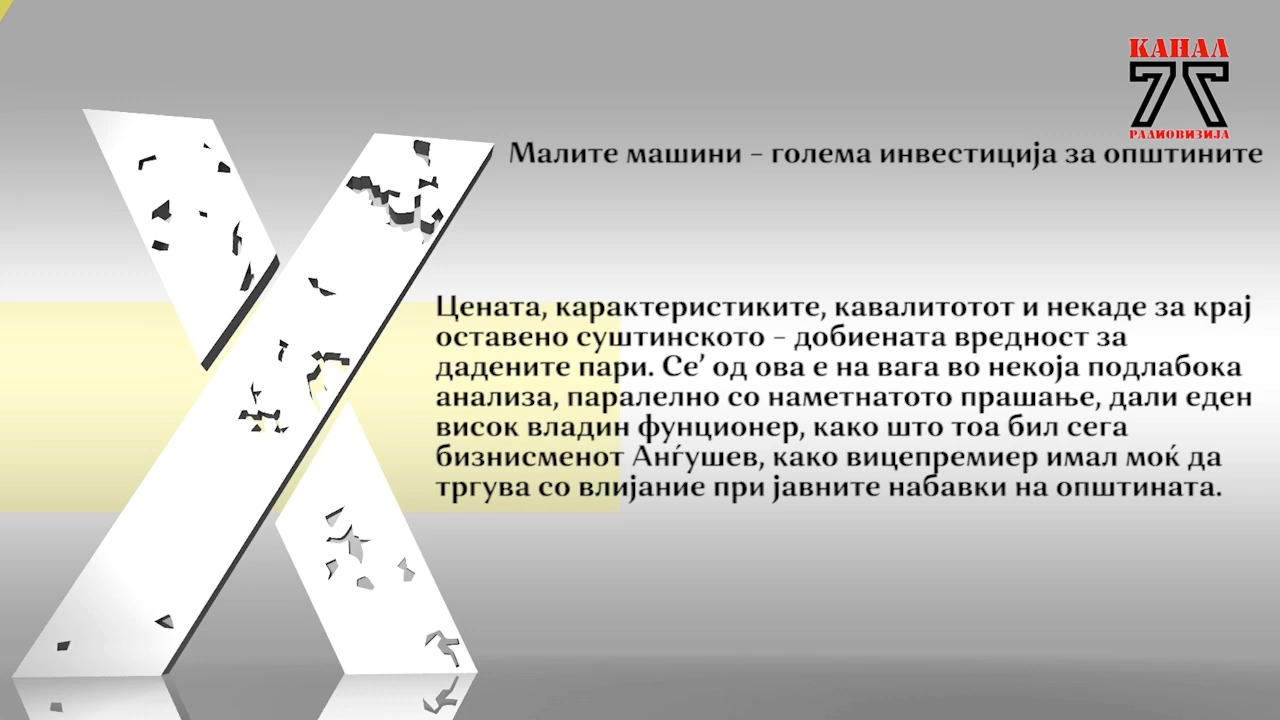 КАНАЛ
77
РАДИОВИЗИЈА
Малите машини – голема инвестиција за општините
Цената, карактеристиките, кавалитотот и некаде за крај
оставено суштинското – добиената вредност за
дадените пари. Се’ од ова е на вага во некоја подлабока
анализа, паралелно со наметнатото прашање, дали еден
висок владин фунционер, како што тоа бил сега
бизнисменот Анѓушев, како вицепремиер имал моќ да
тргува со влијание при јавните набавки на општината.